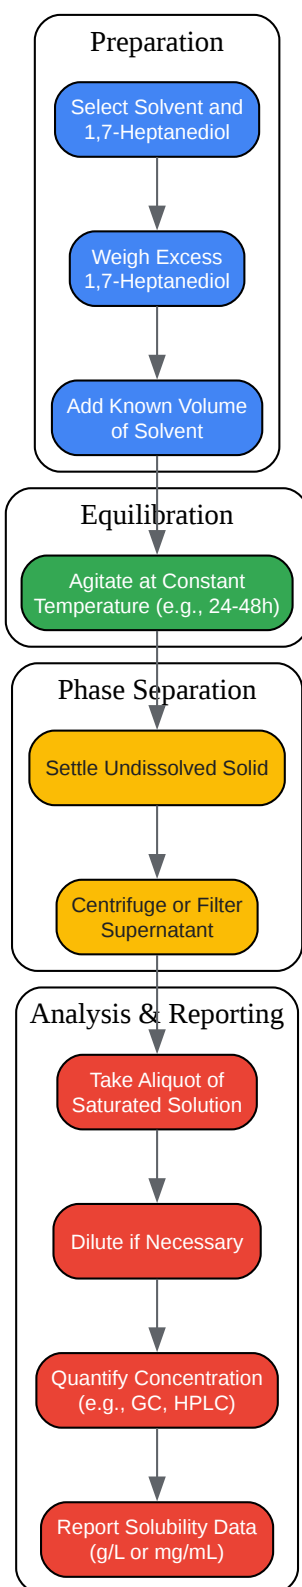 Preparation
Select Solvent and
1,7-Heptanediol
Weigh Excess
1,7-Heptanediol
Add Known Volume
of Solvent
Equilibration
Agitate at Constant
Temperature (e.g., 24-48h)
Phase Separation
Settle Undissolved Solid
Centrifuge or Filter
Supernatant
Analysis & Reporting
Take Aliquot of
Saturated Solution
Dilute if Necessary
Quantify Concentration
(e.g., GC, HPLC)
Report Solubility Data
(g/L or mg/mL)